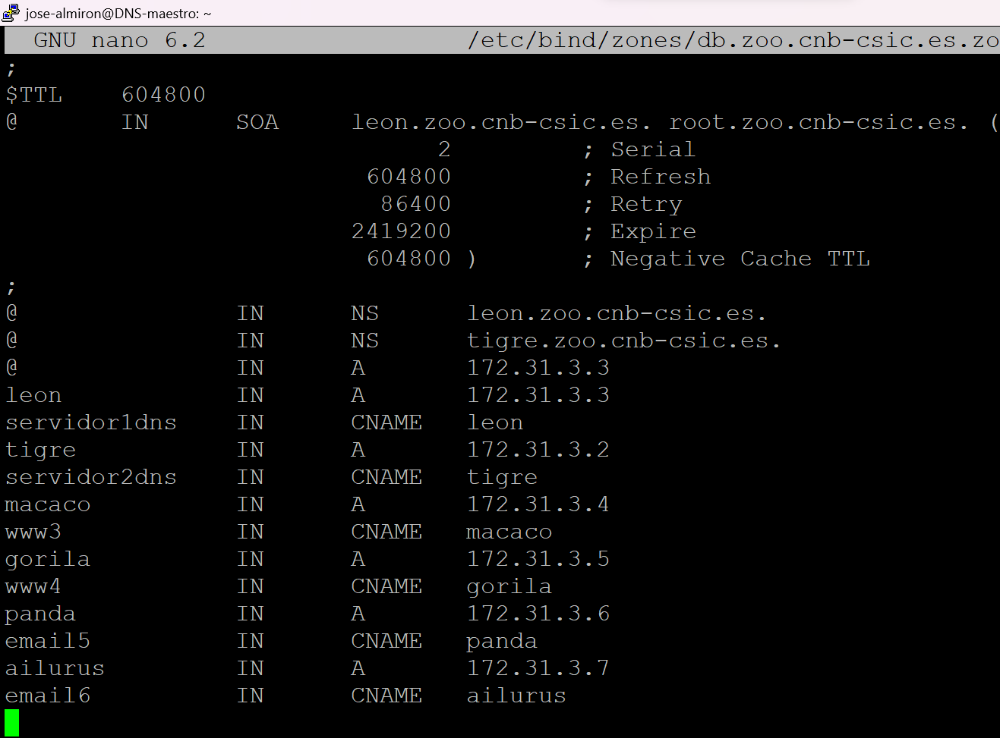 jose-almiron@DNS-maestro: ~
GNU nano 6.2 /etc/bind/zones/db.zoo.cnb-csic.es.zo
;
$TTL 604800
@ IN SOA leon.zoo.cnb-csic.es. root.zoo.cnb-csic.es. (
2 ; Serial
604800 ; Refresh
86400 ; Retry
2419200 ; Expire
604800 ) ; Negative Cache TTL
;
@ IN NS leon.zoo.cnb-csic.es.
@ IN NS tigre.zoo.cnb-csic.es.
@ IN A 172.31.3.3
leon IN A 172.31.3.3
servidor1dns IN CNAME leon
tigre IN A 172.31.3.2
servidor2dns IN CNAME tigre
macaco IN A 172.31.3.4
www3 IN CNAME macaco
gorila IN A 172.31.3.5
www4 IN CNAME gorila
panda IN A 172.31.3.6
email5 IN CNAME panda
ailurus IN A 172.31.3.7
email6 IN CNAME ailurus